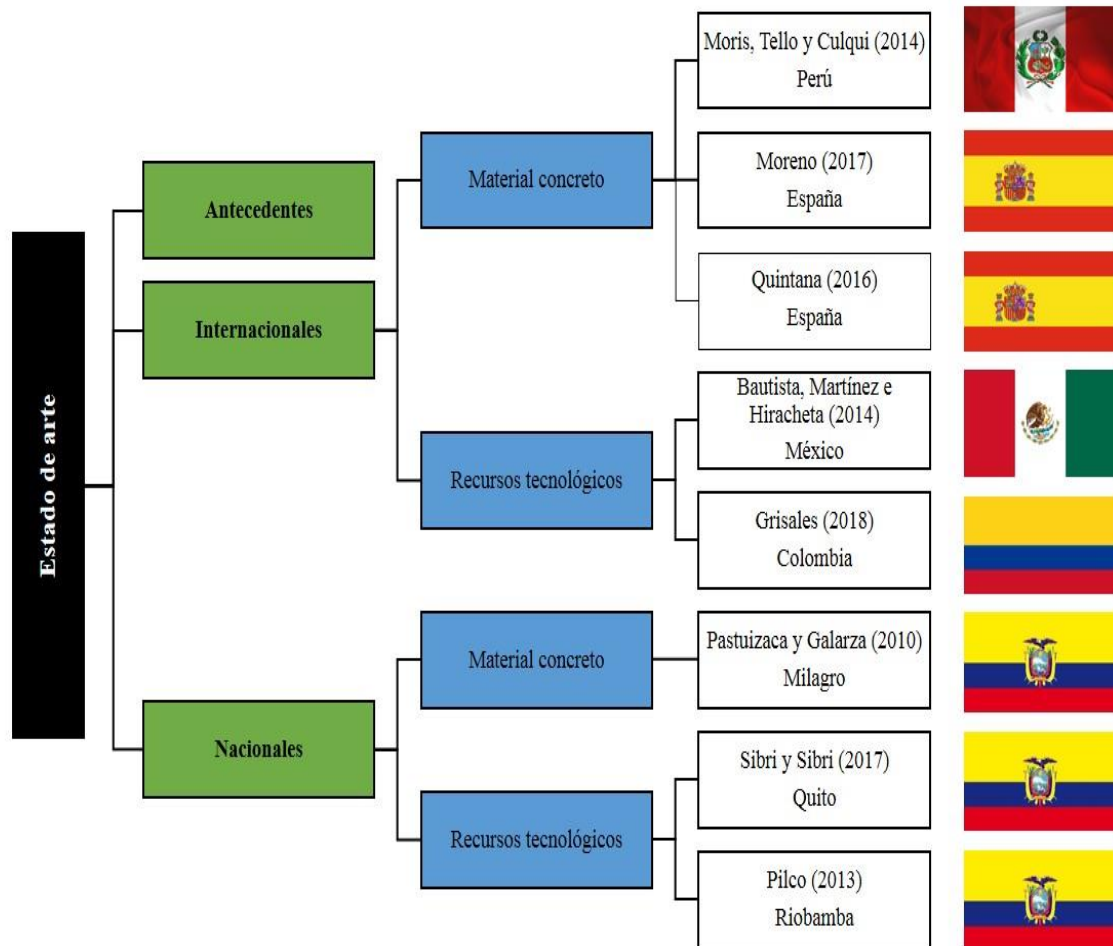 Estado de arte
Antecedentes
Internacionales
Material concreto
Moris, Tello y Culqui (2014)
Perú
Moreno (2017)
España
Quintana (2016)
España
Recursos tecnológicos
Bautista, Martínez e
Hiracheta (2014)
México
Grisales (2018)
Colombia
Nacionales
Material concreto
Pastuizaca y Galarza (2010)
Milagro
Recursos tecnológicos
Sibri y Sibri (2017)
Quito
Pilco (2013)
Riobamba